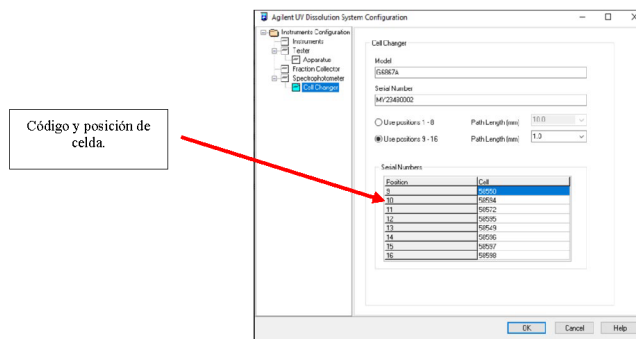 Agilent UV Dissolution System Configuration
Instruments Configuration
Instruments
Tester
Apparatus
Fraction Collector
Spectrophotometer
Cell Changer
Cell Changer
Model
G6867A
Serial Number
MY23480002
Use positions 1 - 8 Path Length (mm) 10.0
Use positions 9 - 16 Path Length (mm) 1.0
Serial Numbers
Position Cell
9 58550
10 58594
11 58572
12 58595
13 58549
14 58596
15 58597
16 58598
OK Cancel Help
Código y posición de
celda.